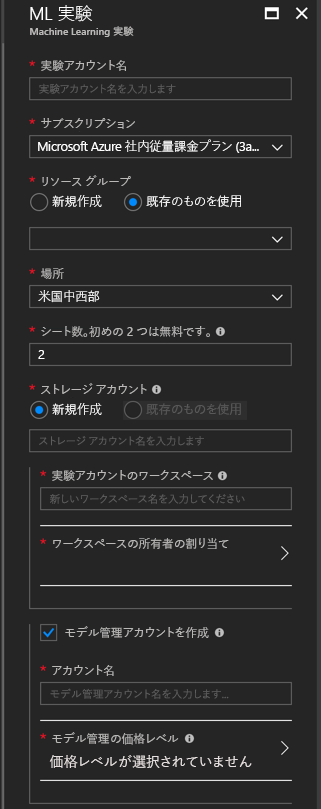 ML 実験
Machine Learning 実験
* 実験アカウント名
実験アカウント名を入力します
* サブスクリプション
Microsoft Azure 社内従量課金プラン (3a...
* リソース グループ
新規作成 既存のものを使用
* 場所
米国中西部
* シート数。初めの 2 つは無料です。
2
* ストレージ アカウント
新規作成 既存のものを使用
ストレージ アカウント名を入力します
* 実験アカウントのワークスペース
新しいワークスペース名を入力してください
* ワークスペースの所有者の割り当て
モデル管理アカウントを作成
* アカウント名
モデル管理アカウント名を入力します...
* モデル管理の価格レベル
価格レベルが選択されていません